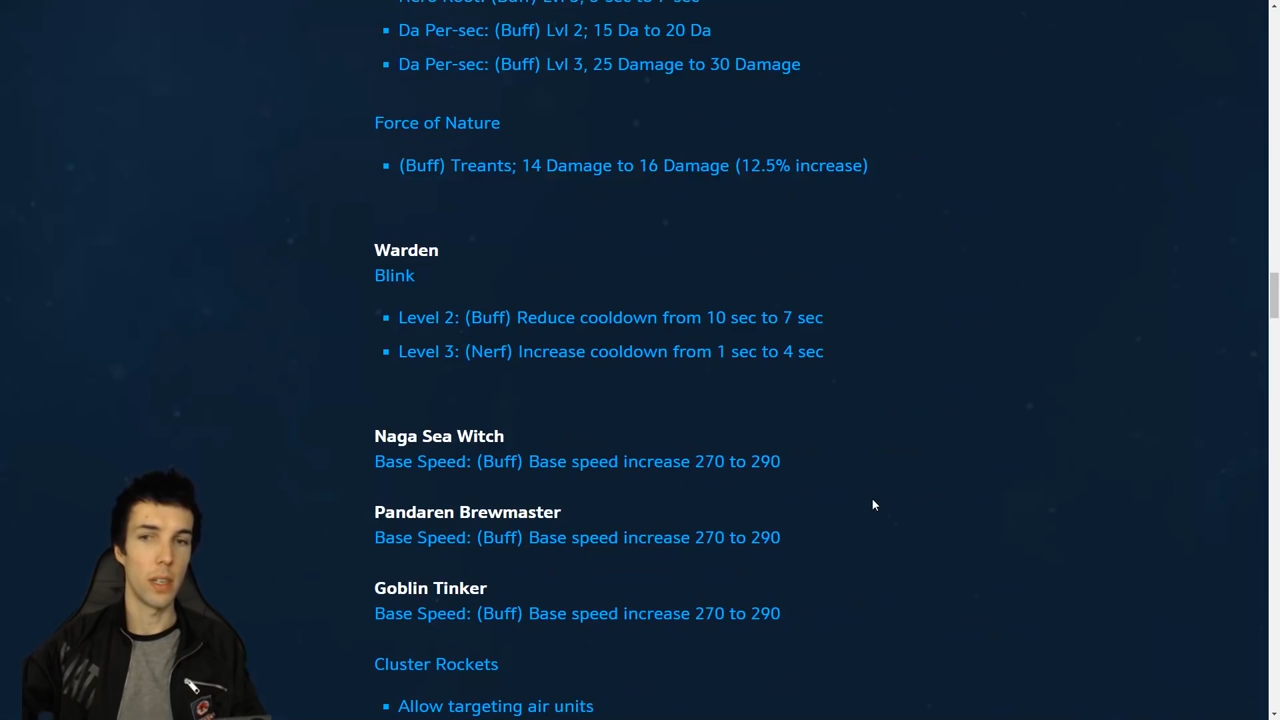 Da Per-sec: (Buff) Lvl 2; 15 Da to 20 Da
Da Per-sec: (Buff) Lvl 3, 25 Damage to 30 Damage
Force of Nature
(Buff) Treants; 14 Damage to 16 Damage (12.5% increase)
Warden
Blink
Level 2: (Buff) Reduce cooldown from 10 sec to 7 sec
Level 3: (Nerf) Increase cooldown from 1 sec to 4 sec
Naga Sea Witch
Base Speed: (Buff) Base speed increase 270 to 290
Pandaren Brewmaster
Base Speed: (Buff) Base speed increase 270 to 290
Goblin Tinker
Base Speed: (Buff) Base speed increase 270 to 290
Cluster Rockets
Allow targeting air units